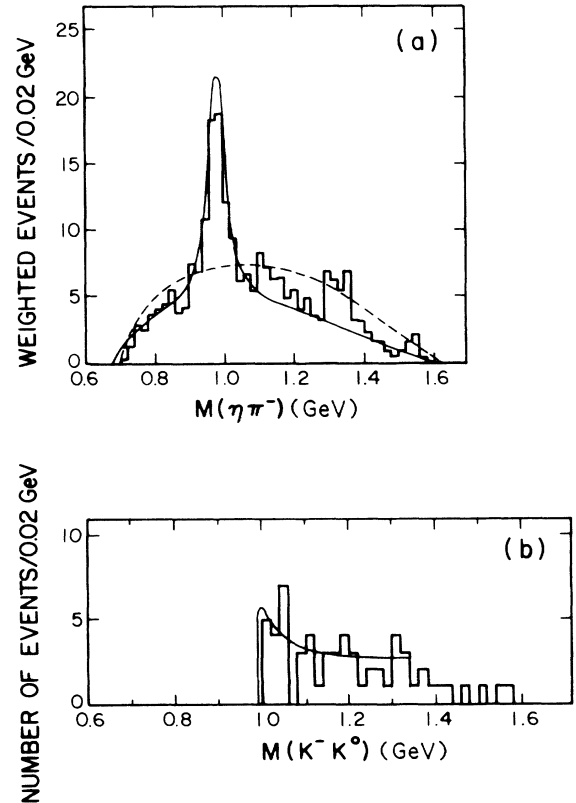 25
20
15
10
5
0
WEIGHTED EVENTS/0.02 GeV
(a)
0.6 0.8 1.0 1.2 1.4 1.6
M(ηπ⁻)(GeV)
10
5
0
NUMBER OF EVENTS/0.02 GeV
(b)
0.6 0.8 1.0 1.2 1.4 1.6
M(K⁻K⁰)(GeV)